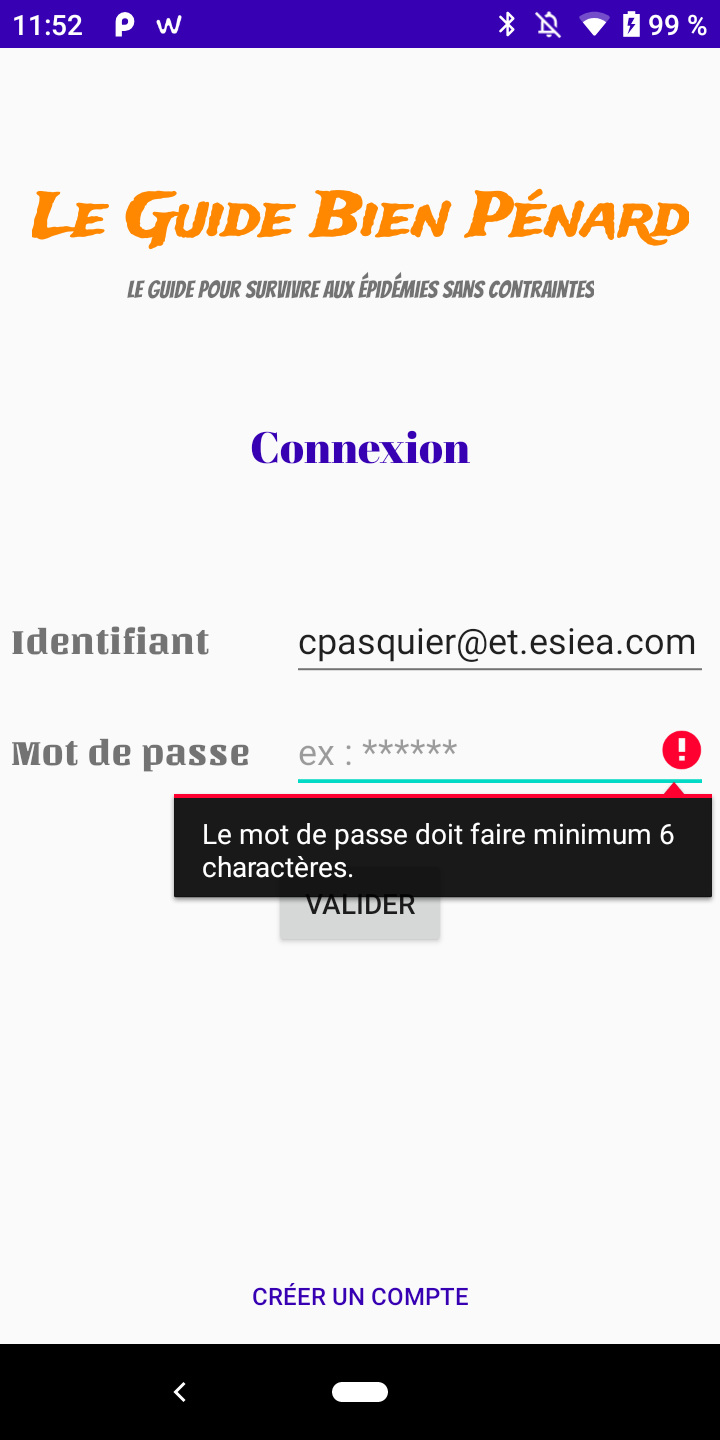 11:52
99 %
Le Guide Bien Pénard
LE GUIDE POUR SURVIVRE AUX ÉPIDÉMIES SANS CONTRAINTES
Connexion
Identifiant
cpasquier@et.esiea.com
Mot de passe
ex : ******
Le mot de passe doit faire minimum 6
charactères.
VALIDER
CRÉER UN COMPTE